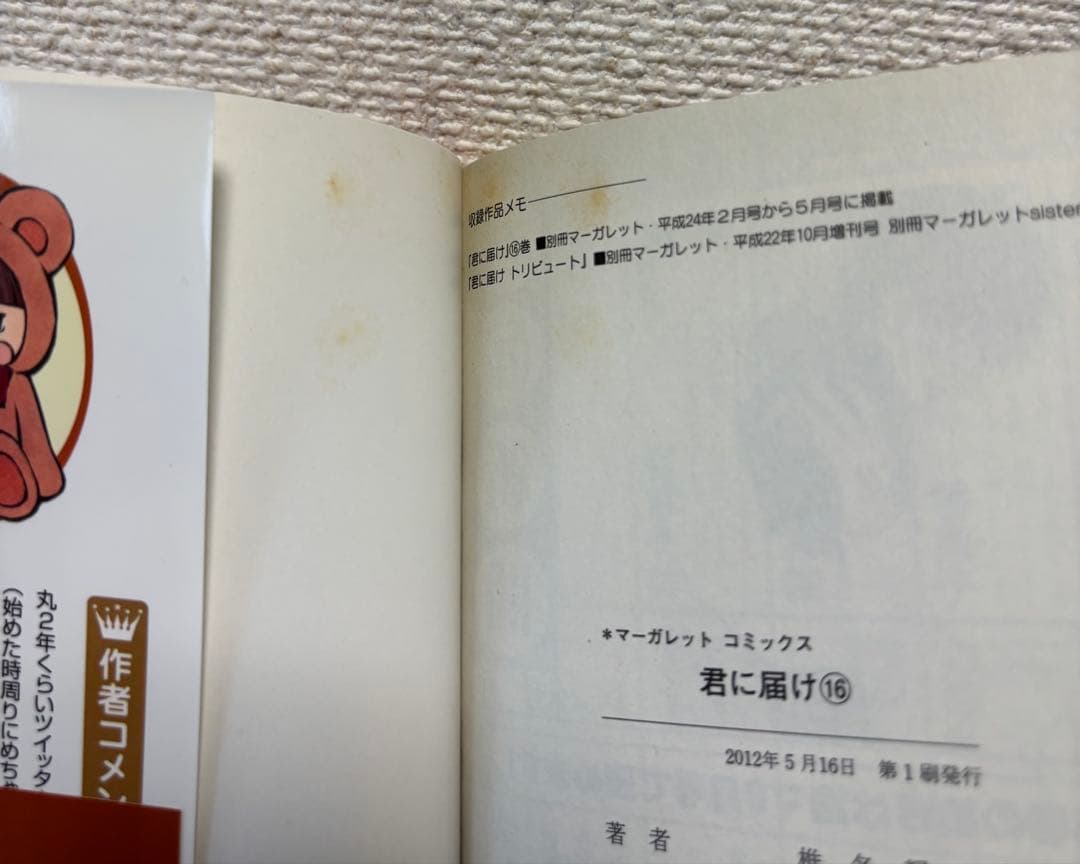 収録作品メモ
『君に届け』⑯巻 ■別冊マーガレット・平成24年2月号から5月号に掲載
『君に届け トリビュート』 ■別冊マーガレット・平成22年10月増刊号 別冊マーガレットsister
*マーガレット コミックス
君に届け⑯
2012年5月16日 第1刷発行
著者
椎名
作者コメン
丸2年くらいツイッタ
(始めた時周りにめちゃ